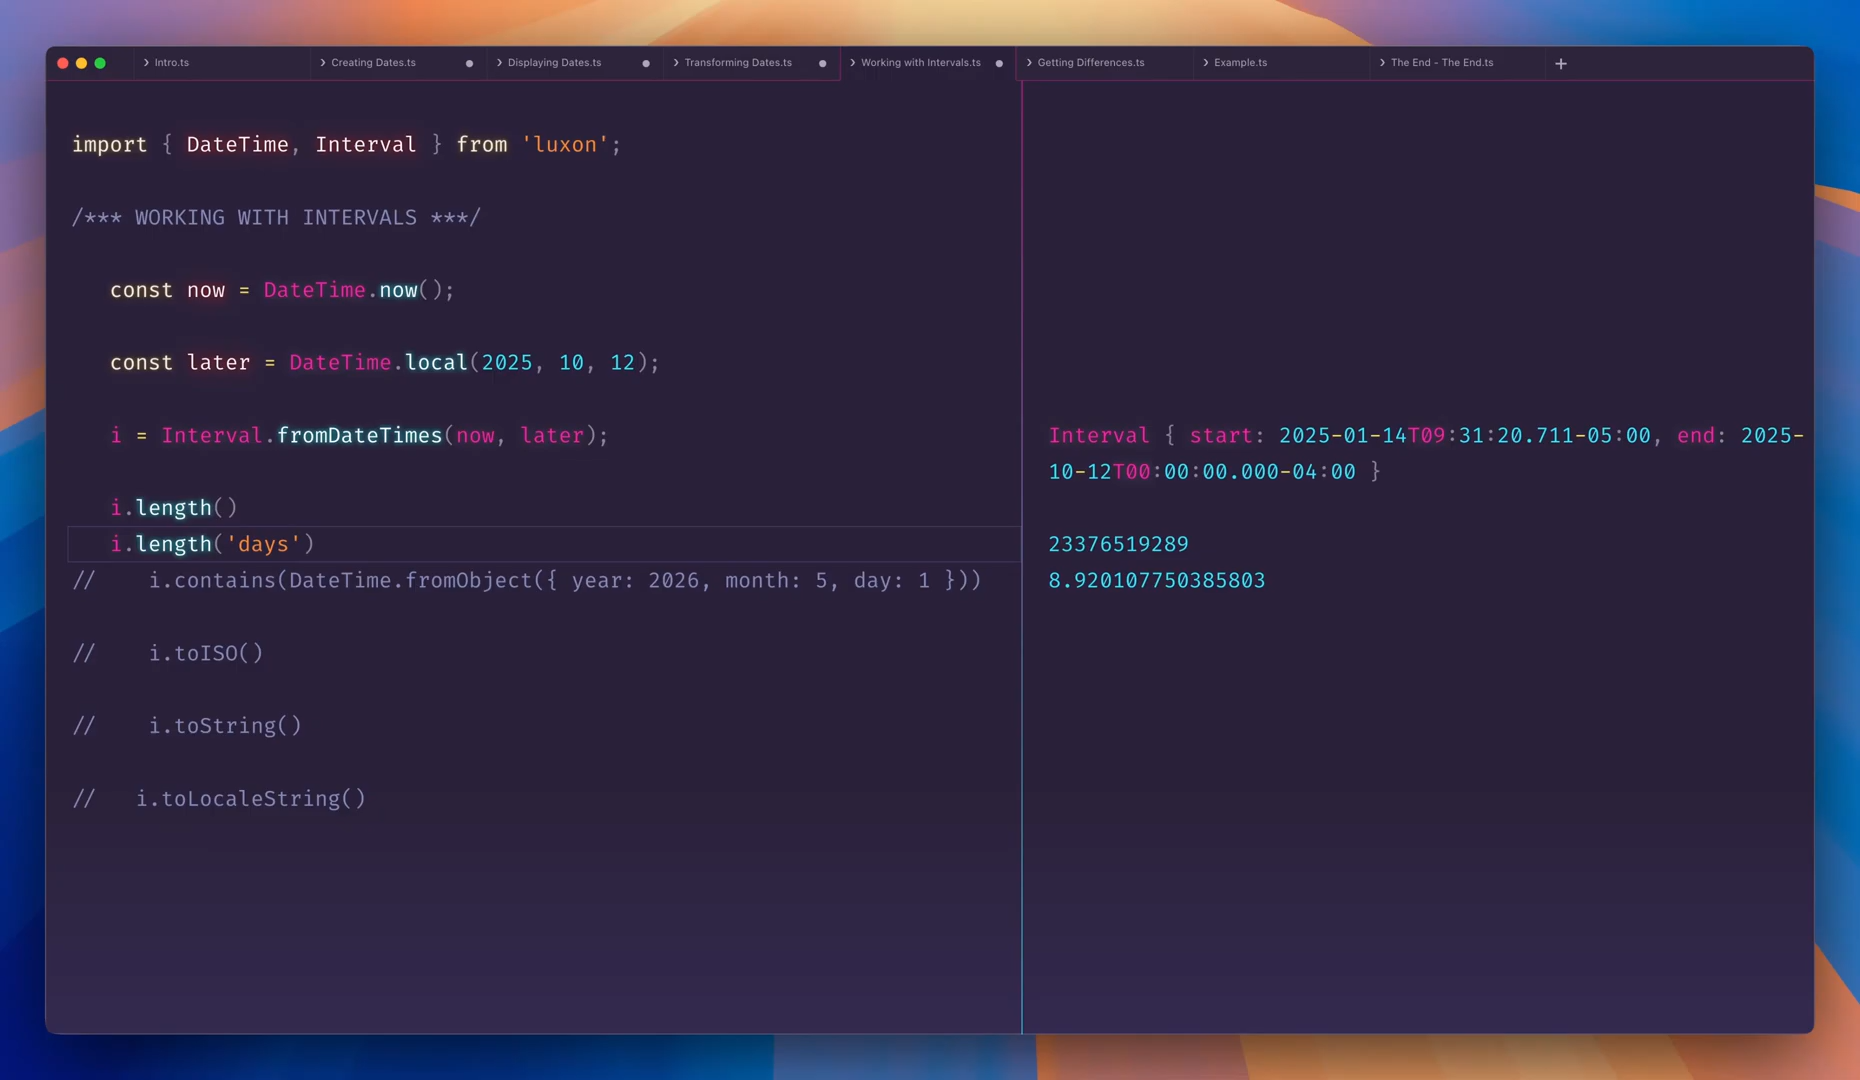 Intro.ts
Creating Dates.ts
Displaying Dates.ts
Transforming Dates.ts
Working with Intervals.ts
Getting Differences.ts
Example.ts
The End - The End.ts
import { DateTime, Interval } from 'luxon';
/*** WORKING WITH INTERVALS ***/
const now = DateTime.now();
const later = DateTime.local(2025, 10, 12);
i = Interval.fromDateTimes(now, later);
i.length()
i.length('days')
//    i.contains(DateTime.fromObject({ year: 2026, month: 5, day: 1 }))
//    i.toISO()
//    i.toString()
//   i.toLocaleString()
Interval { start: 2025-01-14T09:31:20.711-05:00, end: 2025-
10-12T00:00:00.000-04:00 }
23376519289
8.920107750385803